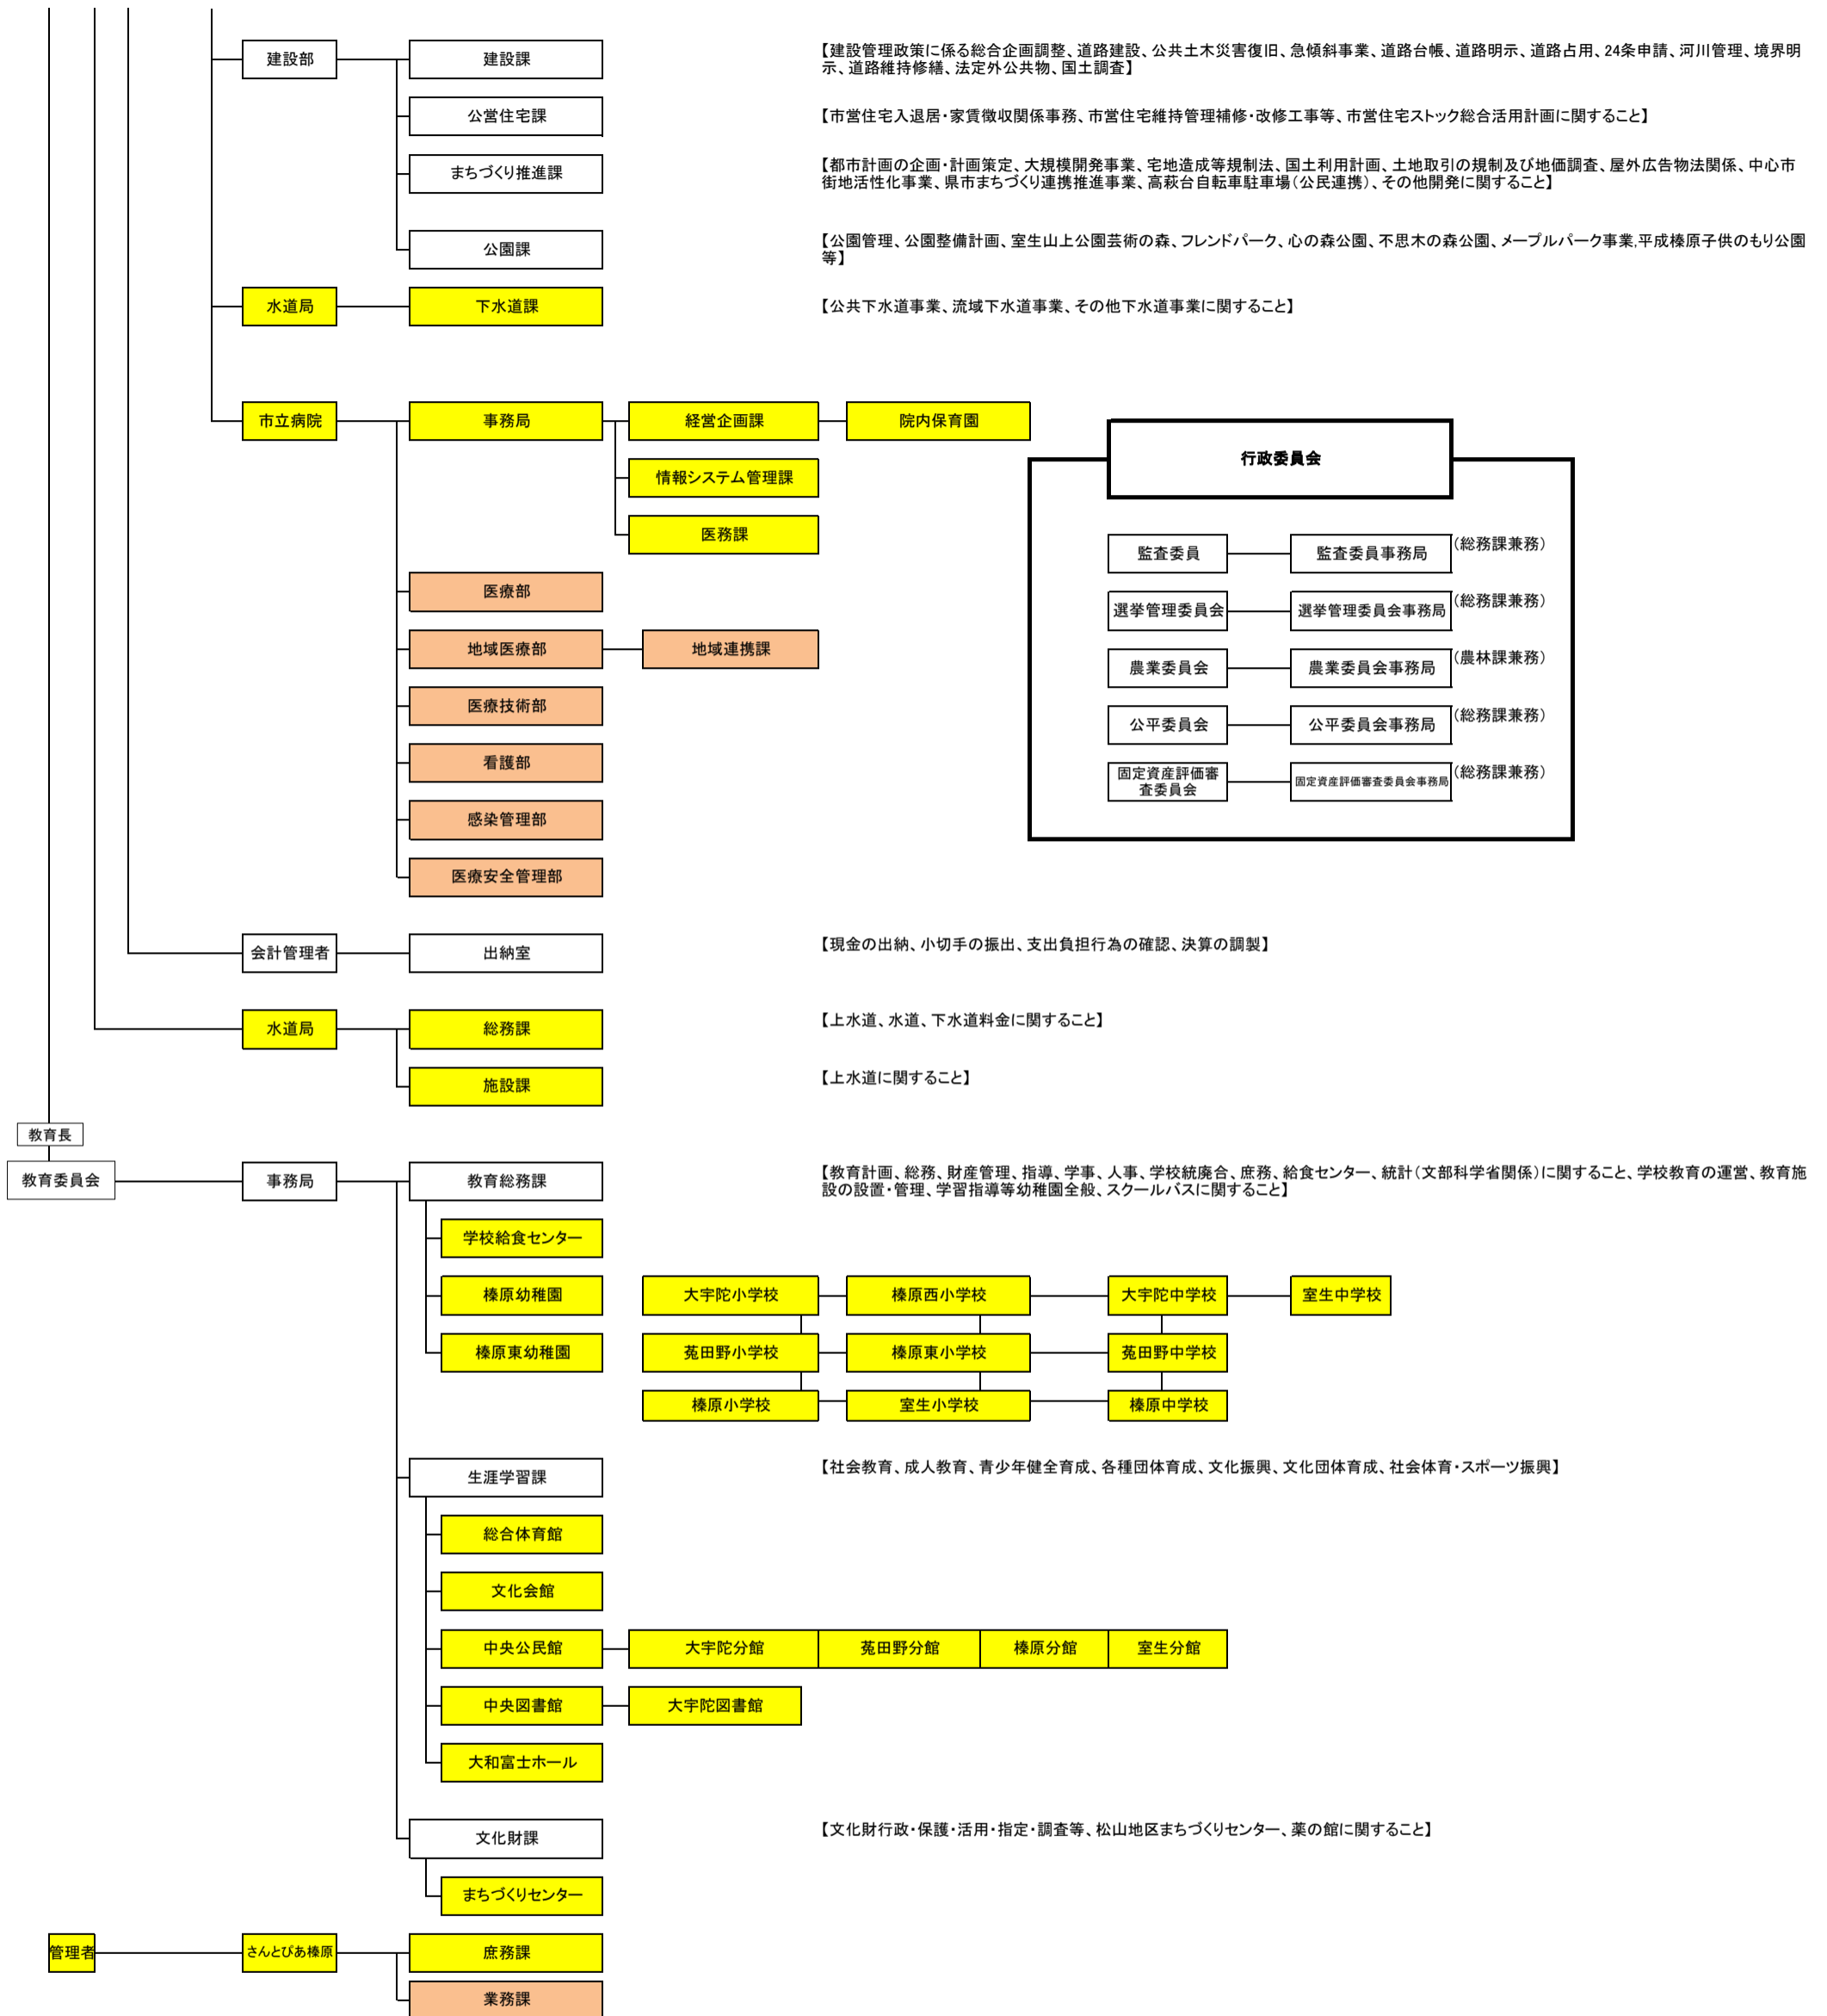 建設部
建設課
【建設管理政策に係る総合企画調整、道路建設、公共土木災害復旧、急傾斜事業、道路台帳、道路明示、道路占用、24条申請、河川管理、境界明
示、道路維持修繕、法定外公共物、国土調査】
公営住宅課
【市営住宅入退居・家賃徴収関係事務、市営住宅維持管理補修・改修工事等、市営住宅ストック総合活用計画に関すること】
まちづくり推進課
【都市計画の企画・計画策定、大規模開発事業、宅地造成等規制法、国土利用計画、土地取引の規制及び地価調査、屋外広告物法関係、中心市
街地活性化事業、県市まちづくり連携推進事業、高萩台自転車駐車場（公民連携）、その他開発に関すること】
公園課
【公園管理、公園整備計画、室生山上公園芸術の森、フレンドパーク、心の森公園、不思木の森公園、メープルパーク事業,平成榛原子供のもり公園
等】
水道局
下水道課
【公共下水道事業、流域下水道事業、その他下水道事業に関すること】
市立病院
事務局
経営企画課
院内保育園
情報システム管理課
医務課
医療部
地域医療部
地域連携課
医療技術部
看護部
感染管理部
医療安全管理部
行政委員会
監査委員
監査委員事務局
（総務課兼務）
選挙管理委員会
選挙管理委員会事務局
（総務課兼務）
農業委員会
農業委員会事務局
（農林課兼務）
公平委員会
公平委員会事務局
（総務課兼務）
固定資産評価審
査委員会
固定資産評価審査委員会事務局
（総務課兼務）
会計管理者
出納室
【現金の出納、小切手の振出、支出負担行為の確認、決算の調製】
水道局
総務課
【上水道、水道、下水道料金に関すること】
施設課
【上水道に関すること】
教育長
教育委員会
事務局
教育総務課
【教育計画、総務、財産管理、指導、学事、人事、学校統廃合、庶務、給食センター、統計（文部科学省関係）に関すること、学校教育の運営、教育施
設の設置・管理、学習指導等幼稚園全般、スクールバスに関すること】
学校給食センター
榛原幼稚園
大宇陀小学校
榛原西小学校
大宇陀中学校
室生中学校
榛原東幼稚園
菟田野小学校
榛原東小学校
菟田野中学校
榛原小学校
室生小学校
榛原中学校
生涯学習課
【社会教育、成人教育、青少年健全育成、各種団体育成、文化振興、文化団体育成、社会体育・スポーツ振興】
総合体育館
文化会館
中央公民館
大宇陀分館
菟田野分館
榛原分館
室生分館
中央図書館
大宇陀図書館
大和富士ホール
文化財課
【文化財行政・保護・活用・指定・調査等、松山地区まちづくりセンター、薬の館に関すること】
まちづくりセンター
管理者
さんとぴあ榛原
庶務課
業務課